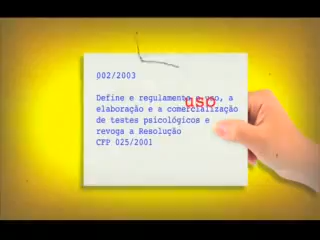 002/2003
Define e regulamenta o uso, a
uso
elaboração e a comercialização
de testes psicológicos e
revoga a Resolução
CFP 025/2001